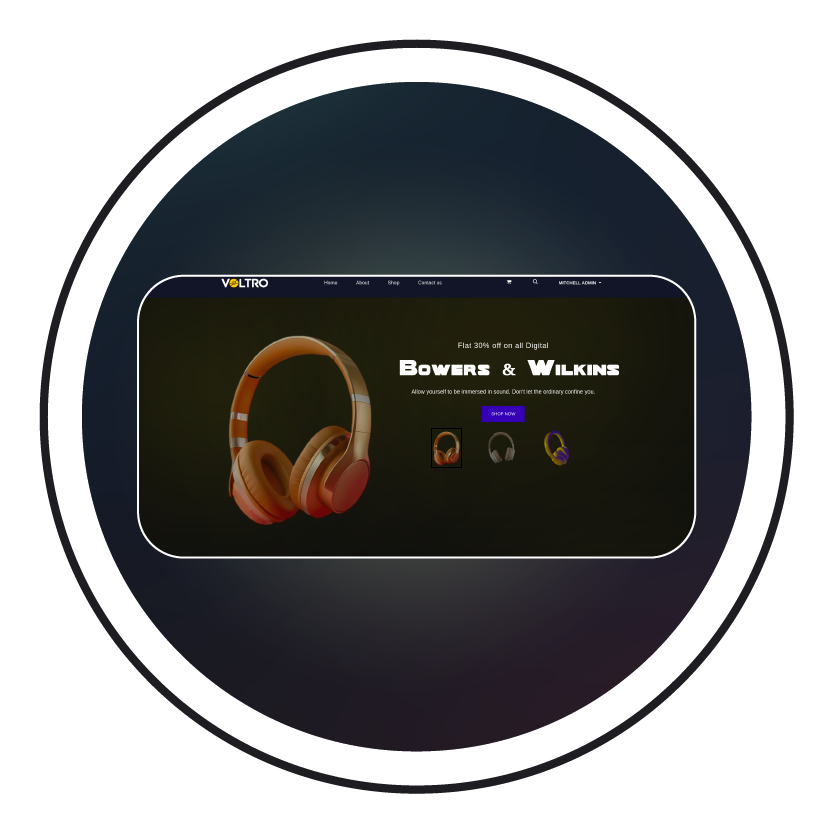 VOLTRO Home About Shop Contact us MITCHELL ADMIN
Flat 30% off on all Digital
Bowers & Wilkins
Allow yourself to be immersed in sound. Don't let the ordinary confine you.
SHOP NOW